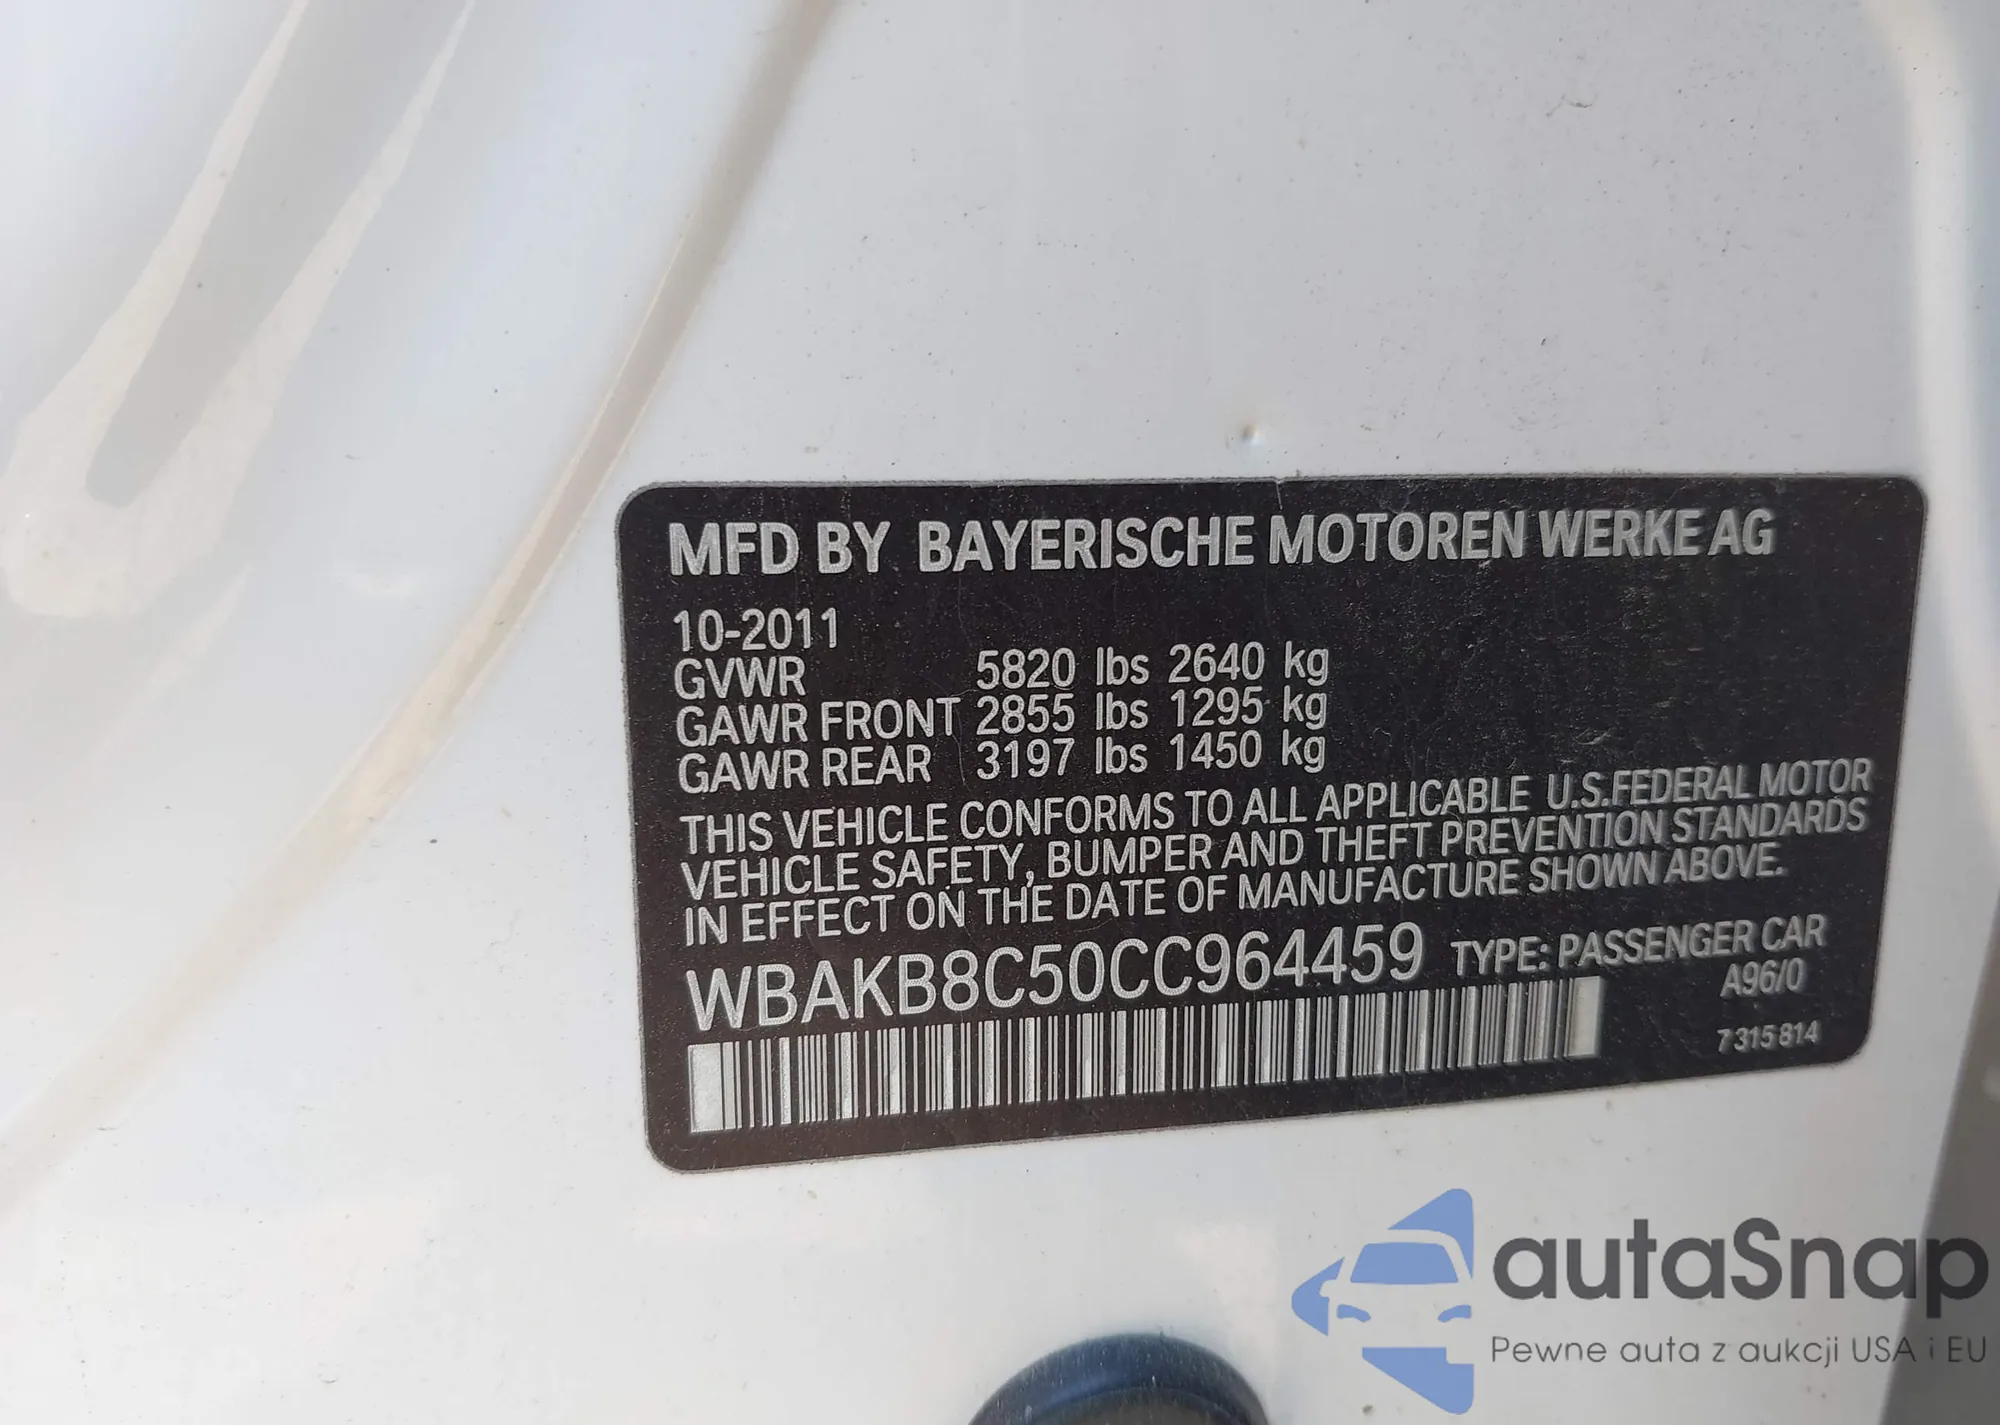 MFD BY BAYERISCHE MOTOREN WERKE AG
10-2011
GVWR 5820 lbs 2640 kg
GAWR FRONT 2855 lbs 1295 kg
GAWR REAR 3197 lbs 1450 kg
THIS VEHICLE CONFORMS TO ALL APPLICABLE U.S.FEDERAL MOTOR
VEHICLE SAFETY, BUMPER AND THEFT PREVENTION STANDARDS
IN EFFECT ON THE DATE OF MANUFACTURE SHOWN ABOVE.
WBAKB8C50CC964459 TYPE: PASSENGER CAR
A96/0
7 315 814
autaSnap
Pewne auta z aukcji USA i EU